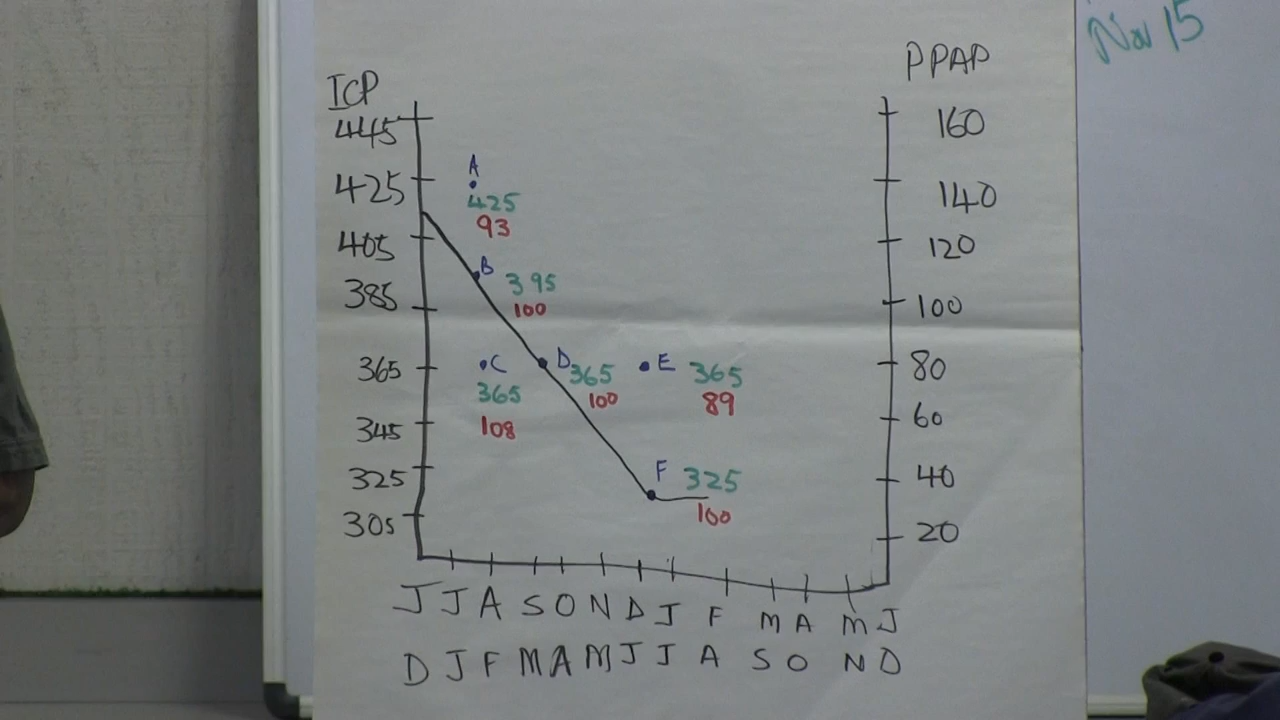 Nov 15
ICP
PPAP
445
160
A
425
140
425
93
405
120
B
395
385
100
100
C
D
E
365
365
365
80
365
100
89
108
345
60
F
325
325
40
100
305
20
J J A S O N D J F M A M J
D J F M A M J J A S O N D